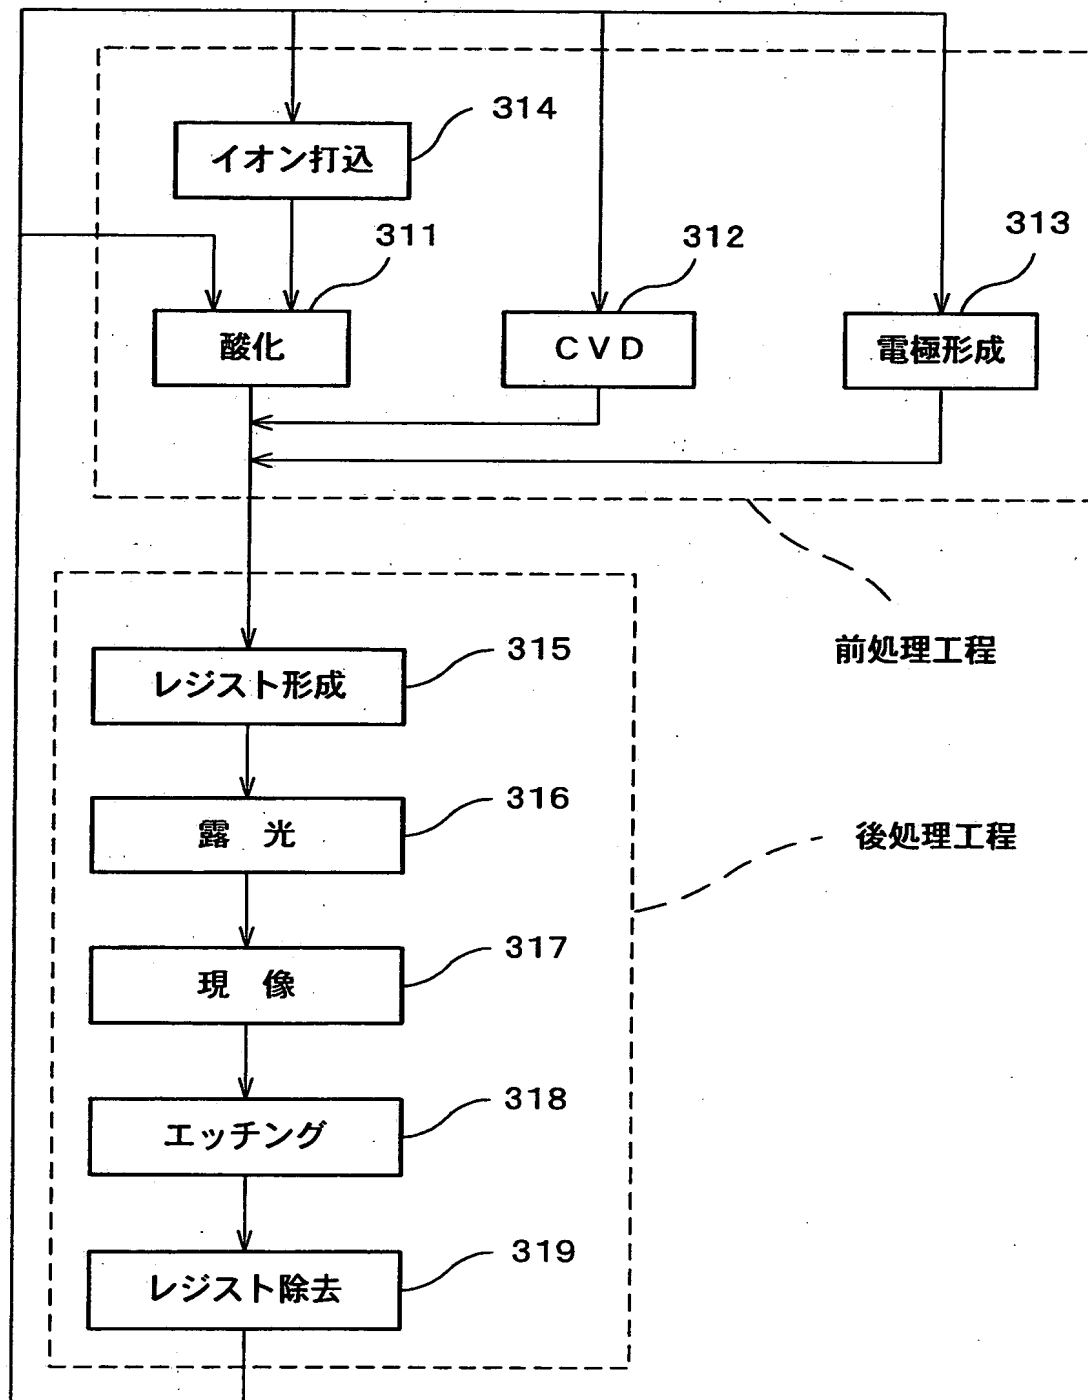 314
イオン打込
311
312
313
酸化
CVD
電極形成
前処理工程
315
レジスト形成
316
露 光
後処理工程
317
現 像
318
エッチング
319
レジスト除去